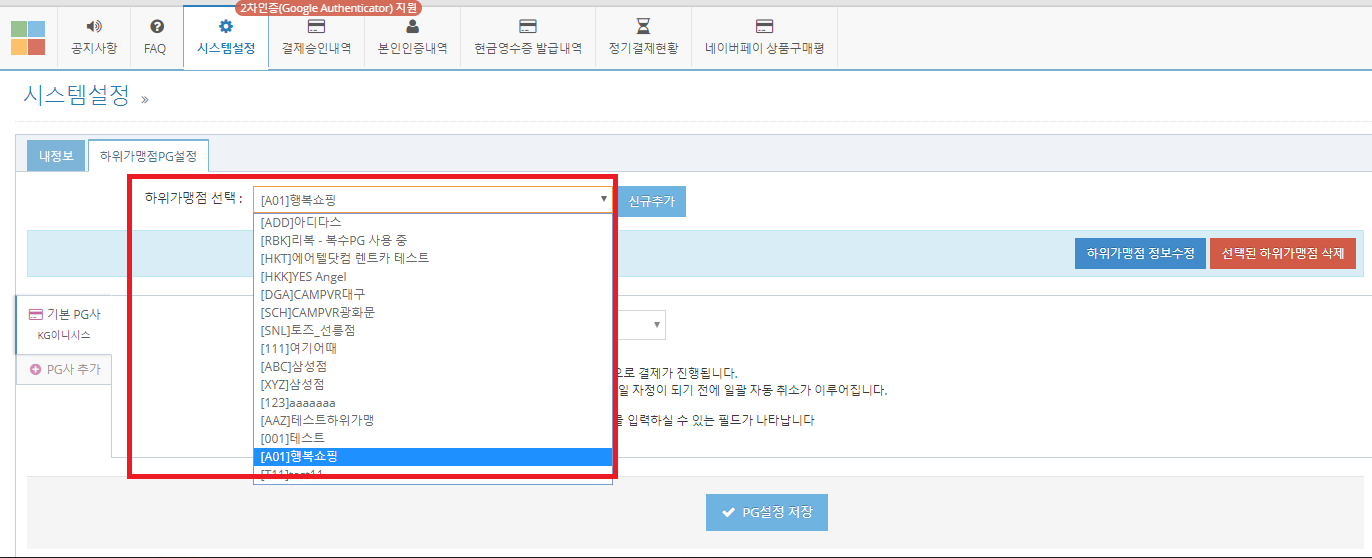 2차인증(Google Authenticator) 지원
공지사항
FAQ
시스템설정
결제승인내역
본인인증내역
현금영수증 발급내역
정기결제현황
네이버페이 상품구매평
시스템설정 »
내정보
하위가맹점PG설정
하위가맹점 선택 :
[A01]행복쇼핑
신규추가
[ADD]아디다스
[RBK]리복 - 복수PG 사용 중
[HKT]에어텔닷컴 렌트카 테스트
[HKK]YES Angel
[DGA]CAMPVR대구
[SCH]CAMPVR광화문
[SNL]토즈_선릉점
[111]여기어때
[ABC]삼성점
[XYZ]삼성점
[123]aaaaaaa
[AAZ]테스트하위가맹
[001]테스트
[A01]행복쇼핑
[T11]test11
하위가맹점 정보수정
선택된 하위가맹점 삭제
기본 PG사
KG이니시스
PG사 추가
으로 결제가 진행됩니다.
일 자정이 되기 전에 일괄 자동 취소가 이루어집니다.
를 입력하실 수 있는 필드가 나타납니다
PG설정 저장